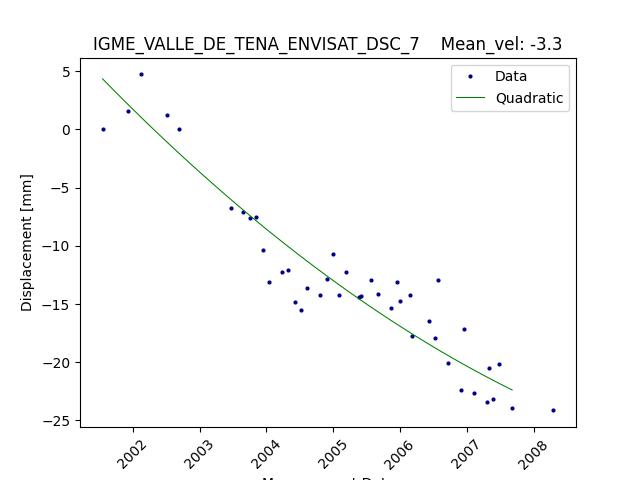 IGME_VALLE_DE_TENA_ENVISAT_DSC_7    Mean_vel: -3.3
Data
Quadratic
Displacement [mm]
5
0
−5
−10
−15
−20
−25
2002 2003 2004 2005 2006 2007 2008